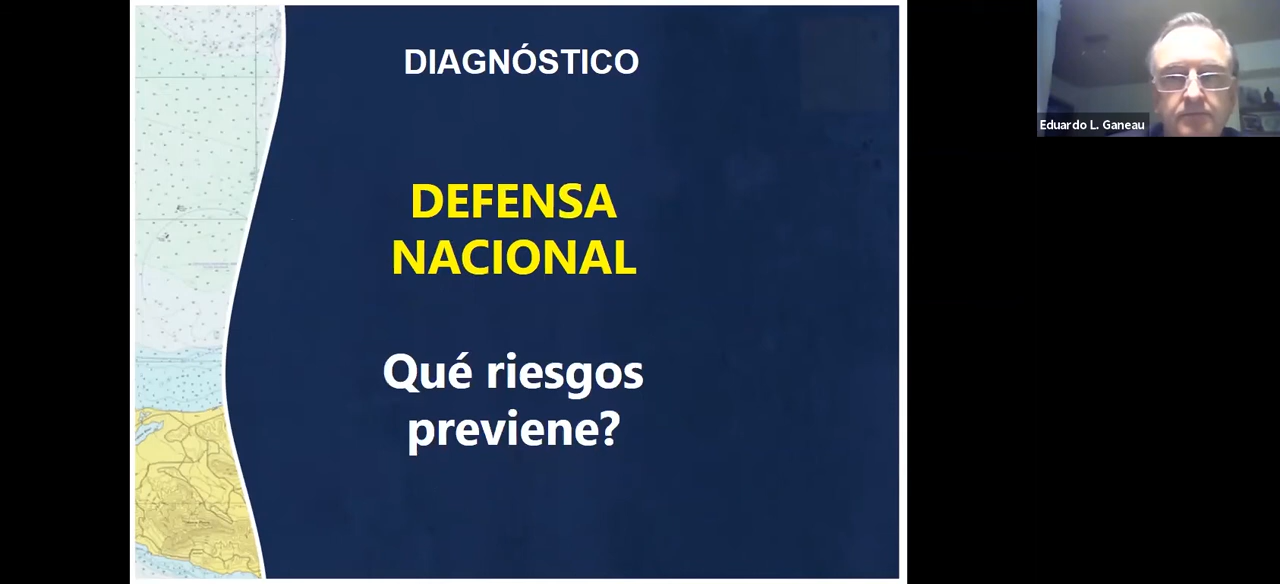 DIAGNÓSTICO
DEFENSA
NACIONAL
Qué riesgos
previene?
Eduardo L. Ganeau